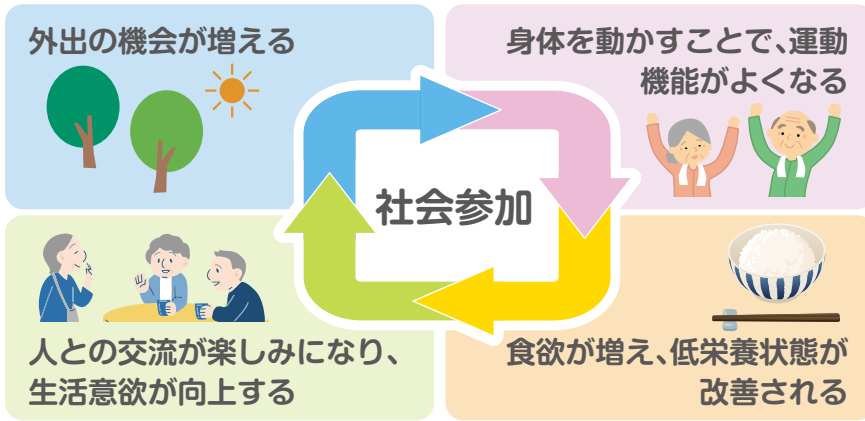 外出の機会が増える
身体を動かすことで、運動
機能がよくなる
社会参加
人との交流が楽しみになり、
生活意欲が向上する
食欲が増え、低栄養状態が
改善される